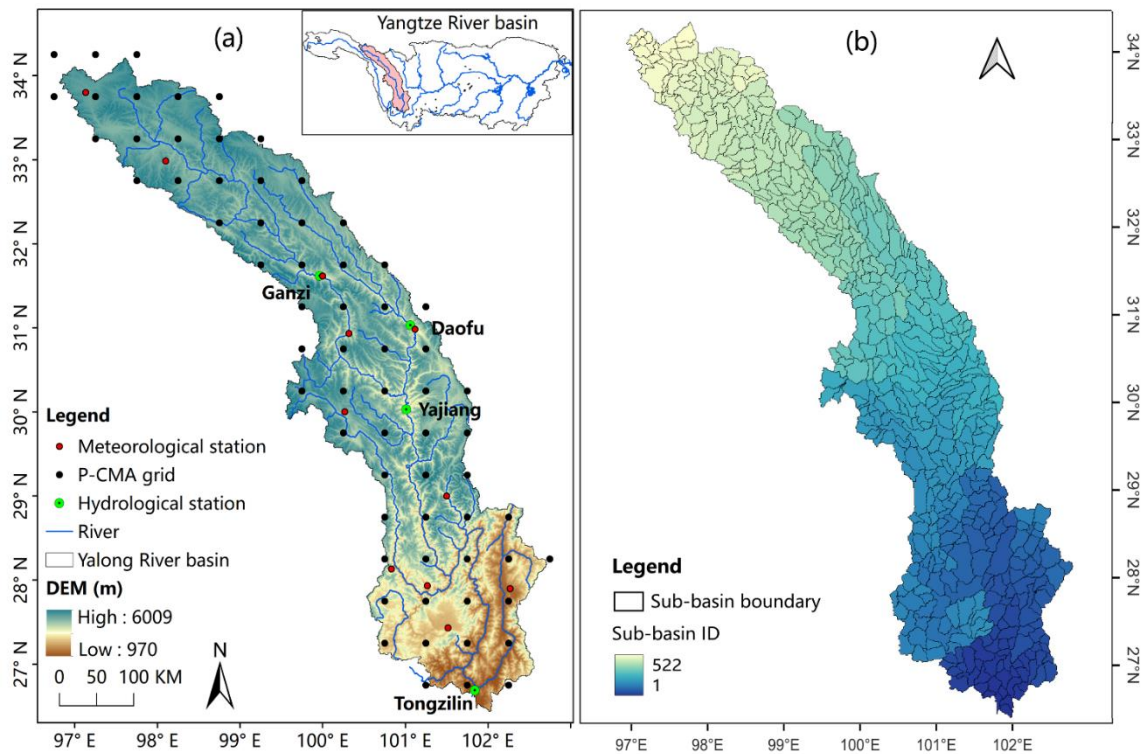 (a)
Yangtze River basin
34° N
33° N
32° N
31° N
30° N
29° N
28° N
27° N
Ganzi
Daofu
Yajiang
Tongzilin
Legend
Meteorological station
P-CMA grid
Hydrological station
River
Yalong River basin
DEM (m)
High : 6009
Low : 970
0 50 100 KM
N
97° E 98° E 99° E 100° E 101° E 102° E
(b)
34°N
33°N
32°N
31°N
30°N
29°N
28°N
27°N
Legend
Sub-basin boundary
Sub-basin ID
522
1
97°E 98°E 99°E 100°E 101°E 102°E